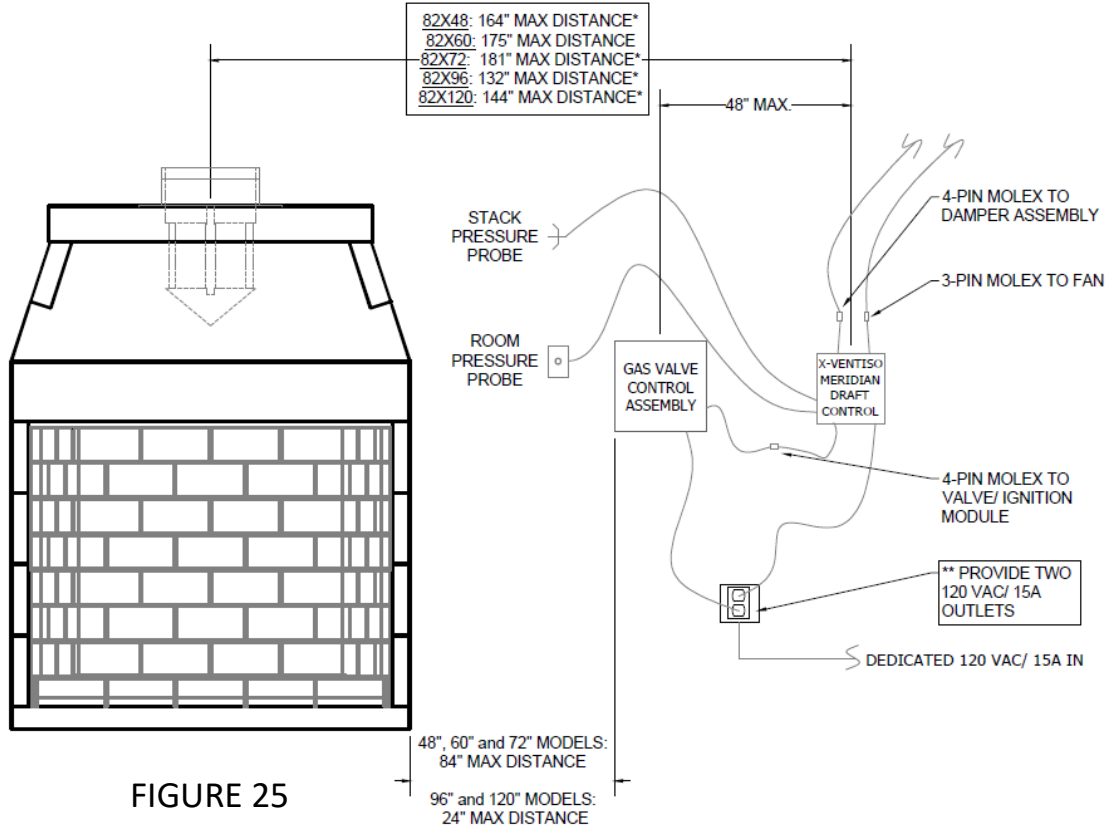 82X48: 164" MAX DISTANCE*
82X60: 175" MAX DISTANCE
82X72: 181" MAX DISTANCE*
82X96: 132" MAX DISTANCE*
82X120: 144" MAX DISTANCE*
48" MAX.
STACK
PRESSURE
PROBE
4-PIN MOLEX TO
DAMPER ASSEMBLY
3-PIN MOLEX TO FAN
ROOM
PRESSURE
PROBE
GAS VALVE
CONTROL
ASSEMBLY
X-VENTISO
MERIDIAN
DRAFT
CONTROL
4-PIN MOLEX TO
VALVE/ IGNITION
MODULE
** PROVIDE TWO
120 VAC/ 15A
OUTLETS
DEDICATED 120 VAC/ 15A IN
48", 60" and 72" MODELS:
84" MAX DISTANCE
96" and 120" MODELS:
24" MAX DISTANCE
FIGURE 25